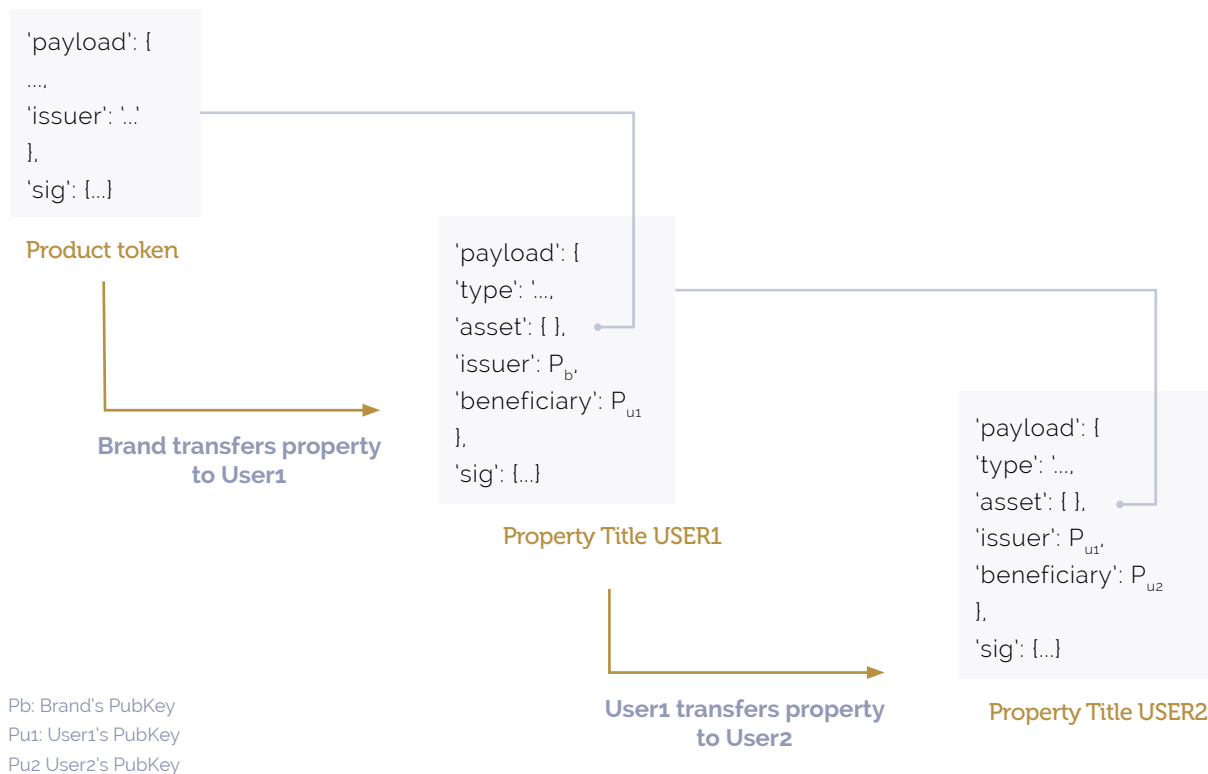 ‘payload’: {
...,
‘issuer’: ‘...’
},
‘sig’: {...}
Product token
Brand transfers property
to User1
‘payload’: {
‘type’: ‘...,
‘asset’: { },
‘issuer’: Pb,
‘beneficiary’: Pu1
},
‘sig’: {...}
Property Title USER1
User1 transfers property
to User2
‘payload’: {
‘type’: ‘...,
‘asset’: { },
‘issuer’: Pu1,
‘beneficiary’: Pu2
},
‘sig’: {...}
Property Title USER2
Pb: Brand's PubKey
Pu1: User1's PubKey
Pu2 User2's PubKey